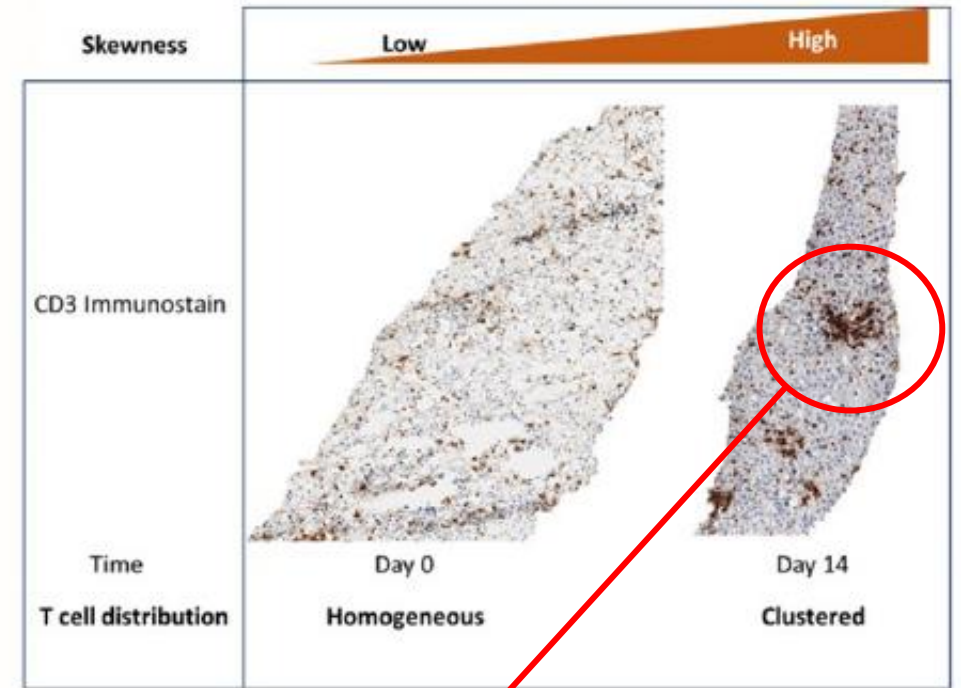 Skewness Low High
CD3 Immunostain
Time Day 0 Day 14
T cell distribution Homogeneous Clustered